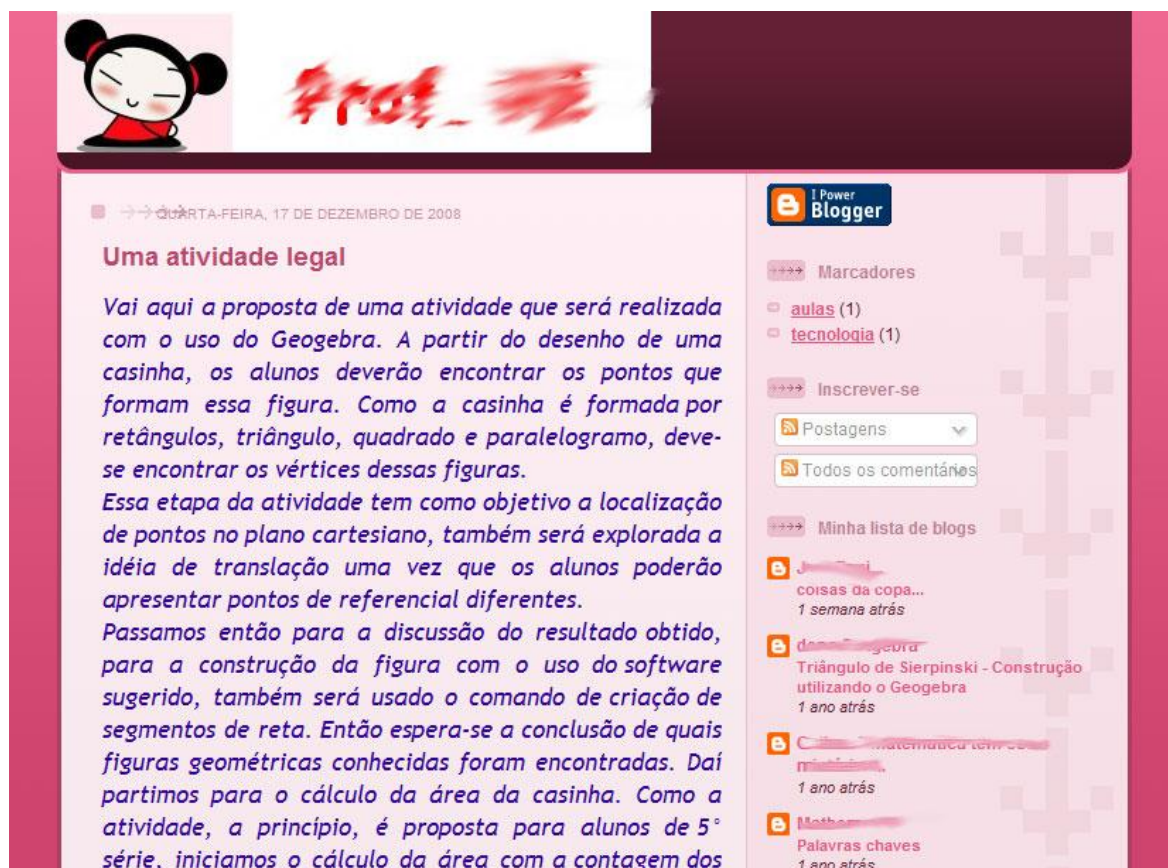 QUARTA-FEIRA, 17 DE DEZEMBRO DE 2008
Uma atividade legal
Vai aqui a proposta de uma atividade que será realizada
com o uso do Geogebra. A partir do desenho de uma
casinha, os alunos deverão encontrar os pontos que
formam essa figura. Como a casinha é formada por
retângulos, triângulo, quadrado e paralelogramo, deve-
se encontrar os vértices dessas figuras.
Essa etapa da atividade tem como objetivo a localização
de pontos no plano cartesiano, também será explorada a
idéia de translação uma vez que os alunos poderão
apresentar pontos de referencial diferentes.
Passamos então para a discussão do resultado obtido,
para a construção da figura com o uso do software
sugerido, também será usado o comando de criação de
segmentos de reta. Então espera-se a conclusão de quais
figuras geométricas conhecidas foram encontradas. Daí
partimos para o cálculo da área da casinha. Como a
atividade, a princípio, é proposta para alunos de 5°
série, iniciamos o cálculo da área com a contagem dos
I Power
Blogger
Marcadores
aulas (1)
tecnologia (1)
Inscrever-se
Postagens
Todos os comentários
Minha lista de blogs
coisas da copa...
1 semana atrás
Triângulo de Sierpinski - Construção
utilizando o Geogebra
1 ano atrás
1 ano atrás
Palavras chaves
1 ano atrás